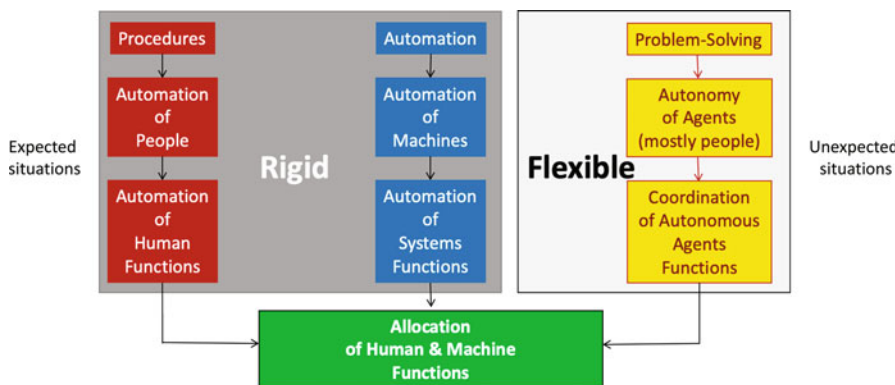 Procedures
Automation
of
People
Automation
of
Human
Functions
Expected
situations
Rigid
Automation
Automation
of
Machines
Automation
of
Systems
Functions
Flexible
Problem-Solving
Autonomy
of Agents
(mostly people)
Coordination
of Autonomous
Agents
Functions
Unexpected
situations
Allocation
of Human & Machine
Functions